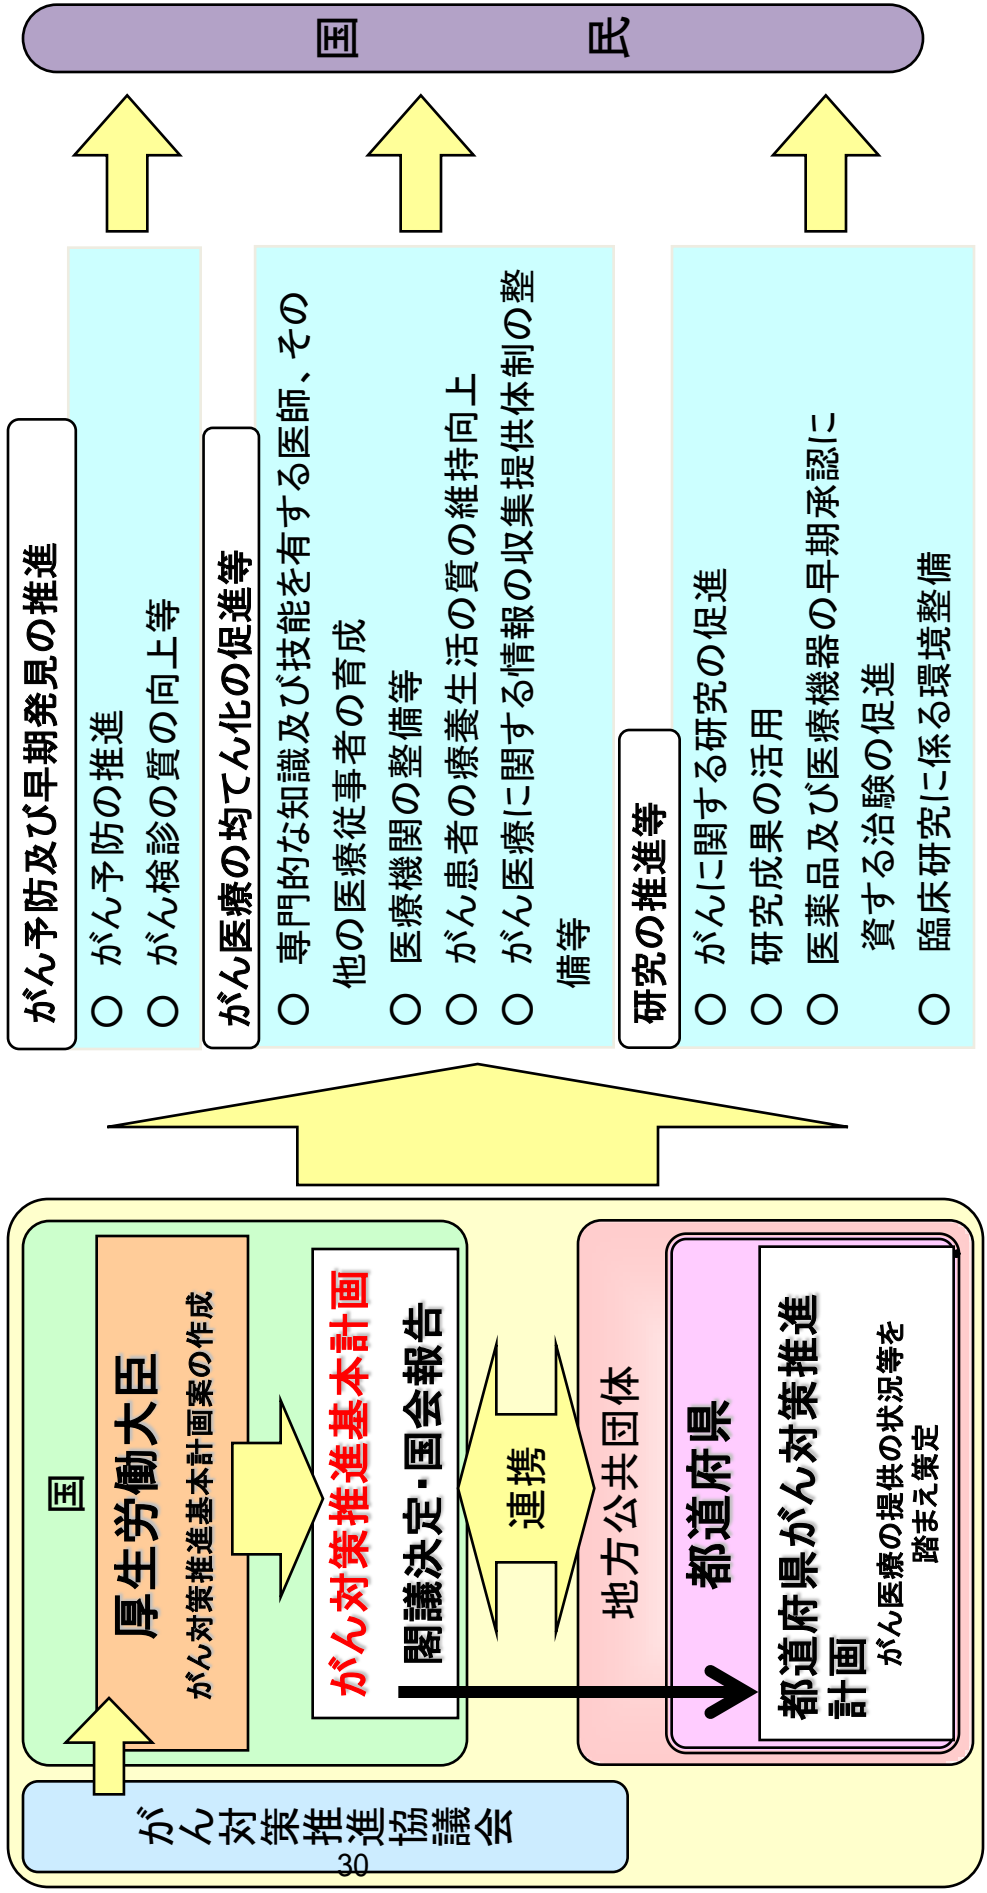 がん対策推進協議会
国
厚生労働大臣
がん対策推進基本計画案の作成
がん対策推進基本計画
閣議決定・国会報告
連携
地方公共団体
都道府県
都道府県がん対策推進
計画
がん医療の提供の状況等を
踏まえ策定
がん予防及び早期発見の推進
○ がん予防の推進
○ がん検診の質の向上等
がん医療の均てん化の促進等
○ 専門的な知識及び技能を有する医師、その
他の医療従事者の育成
○ 医療機関の整備等
○ がん患者の療養生活の質の維持向上
○ がん医療に関する情報の収集提供体制の整
備等
研究の推進等
○ がんに関する研究の促進
○ 研究成果の活用
○ 医薬品及び医療機器の早期承認に
資する治験の促進
○ 臨床研究に係る環境整備
国 民
30